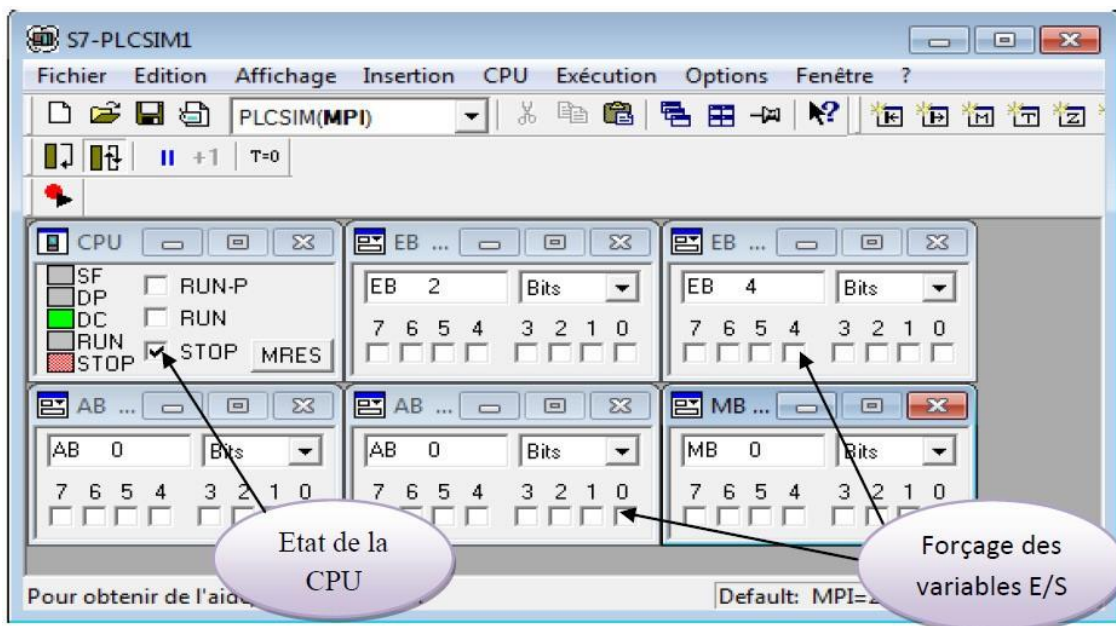 S7-PLCSIM1
Fichier Edition Affichage Insertion CPU Exécution Options Fenêtre ?
PLCSIM(MPI)
+1 T=0
CPU
SF
DP
DC
RUN
STOP
RUN-P
RUN
STOP
MRES
EB ...
EB 2 Bits
7 6 5 4 3 2 1 0
EB ...
EB 4 Bits
7 6 5 4 3 2 1 0
AB ...
AB 0 Bits
7 6 5 4 3 2 1 0
AB ...
AB 0 Bits
7 6 5 4 3 2 1 0
MB ...
MB 0 Bits
7 6 5 4 3 2 1 0
Etat de la
CPU
Forçage des
variables E/S
Pour obtenir de
Default: MPI=2